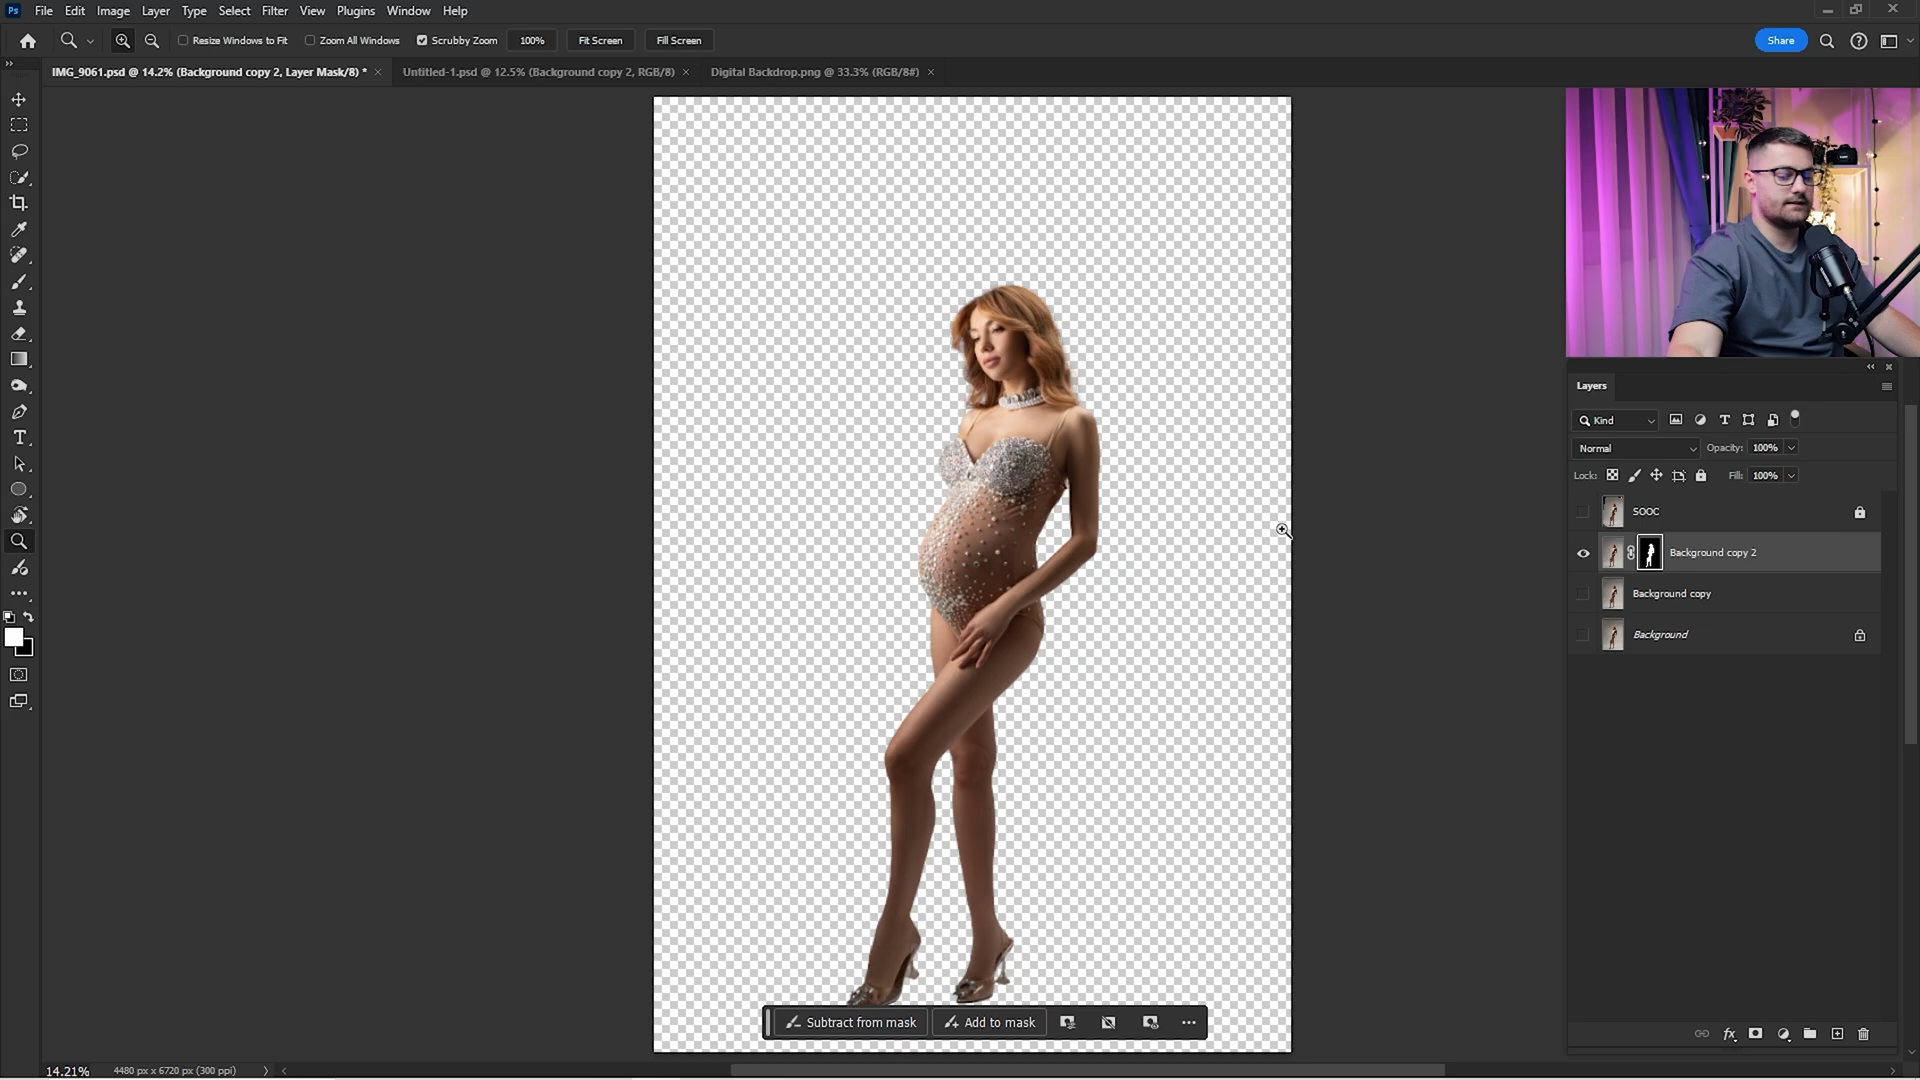 Ps File Edit Image Layer Type Select Filter View Plugins Window Help
Resize Windows to Fit Zoom All Windows Scrubby Zoom 100% Fit Screen Fill Screen Share
IMG_9061.psd @ 14.2% (Background copy 2, Layer Mask/8) * × Untitled-1.psd @ 12.5% (Background copy 2, RGB/8) × Digital Backdrop.png @ 33.3% (RGB/8#) ×
Layers
Kind
Normal Opacity: 100%
Lock: Fill: 100%
SOOC
Background copy 2
Background copy
Background
Subtract from mask Add to mask
14.21% 4480 px x 6720 px (300 ppi)